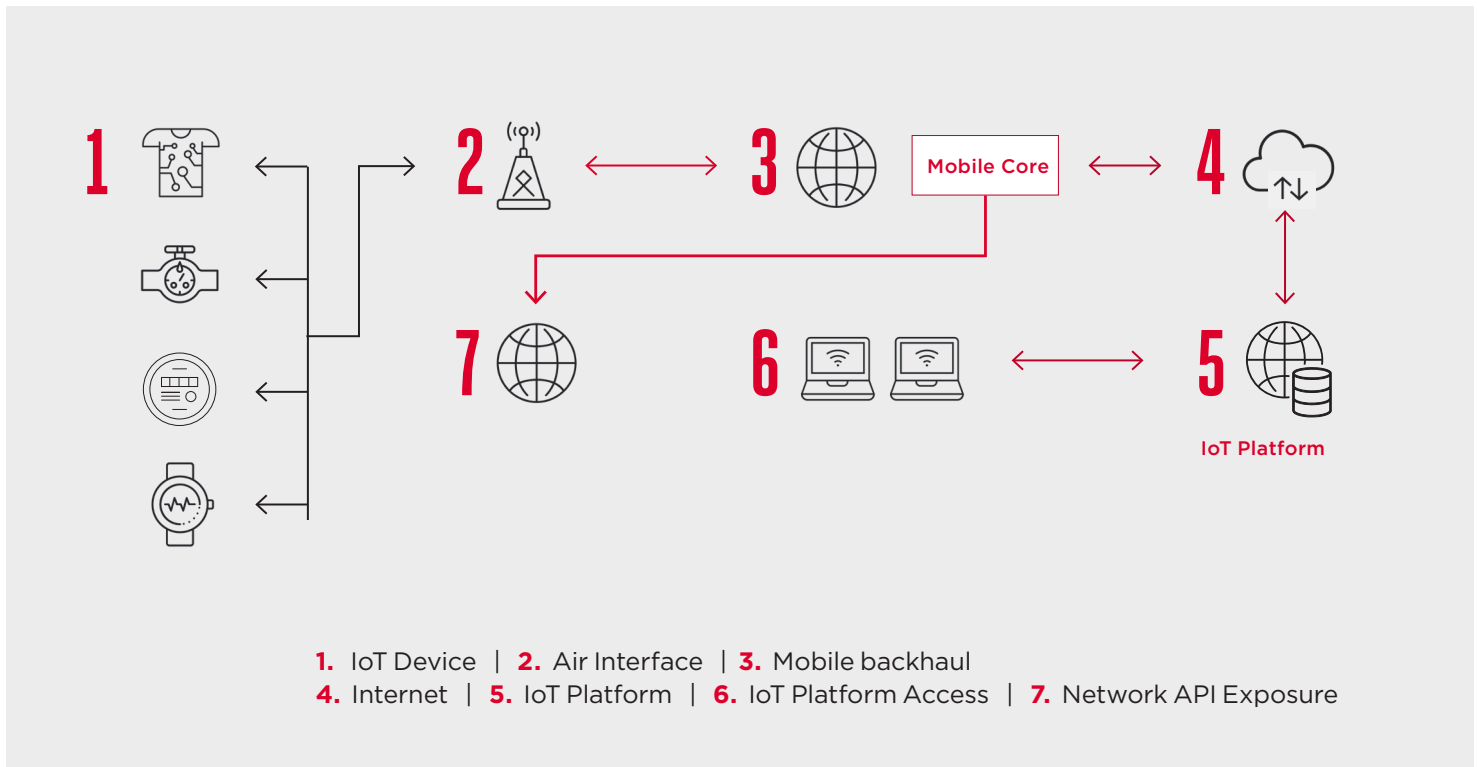 1
2
3
Mobile Core
4
7
6
5
IoT Platform
1. IoT Device | 2. Air Interface | 3. Mobile backhaul
4. Internet | 5. IoT Platform | 6. IoT Platform Access | 7. Network API Exposure